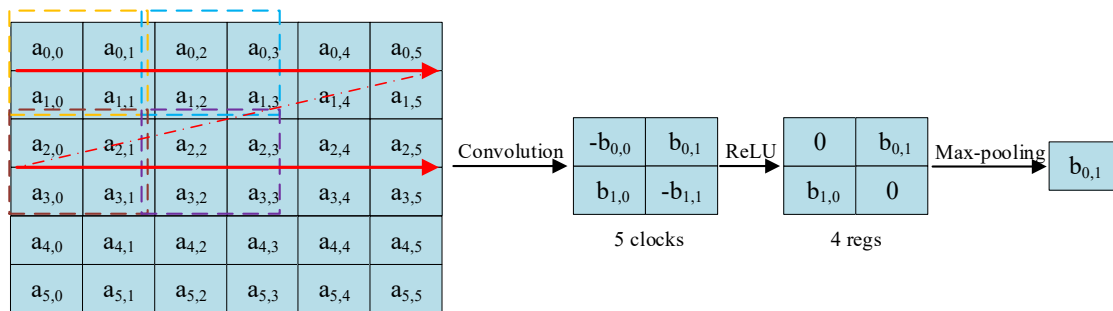 a0,0 a0,1 a0,2 a0,3 a0,4 a0,5
a1,0 a1,1 a1,2 a1,3 a1,4 a1,5
a2,0 a2,1 a2,2 a2,3 a2,4 a2,5
a3,0 a3,1 a3,2 a3,3 a3,4 a3,5
a4,0 a4,1 a4,2 a4,3 a4,4 a4,5
a5,0 a5,1 a5,2 a5,3 a5,4 a5,5
Convolution
-b0,0 b0,1
b1,0 -b1,1
5 clocks
ReLU
0 b0,1
b1,0 0
4 regs
Max-pooling
b0,1